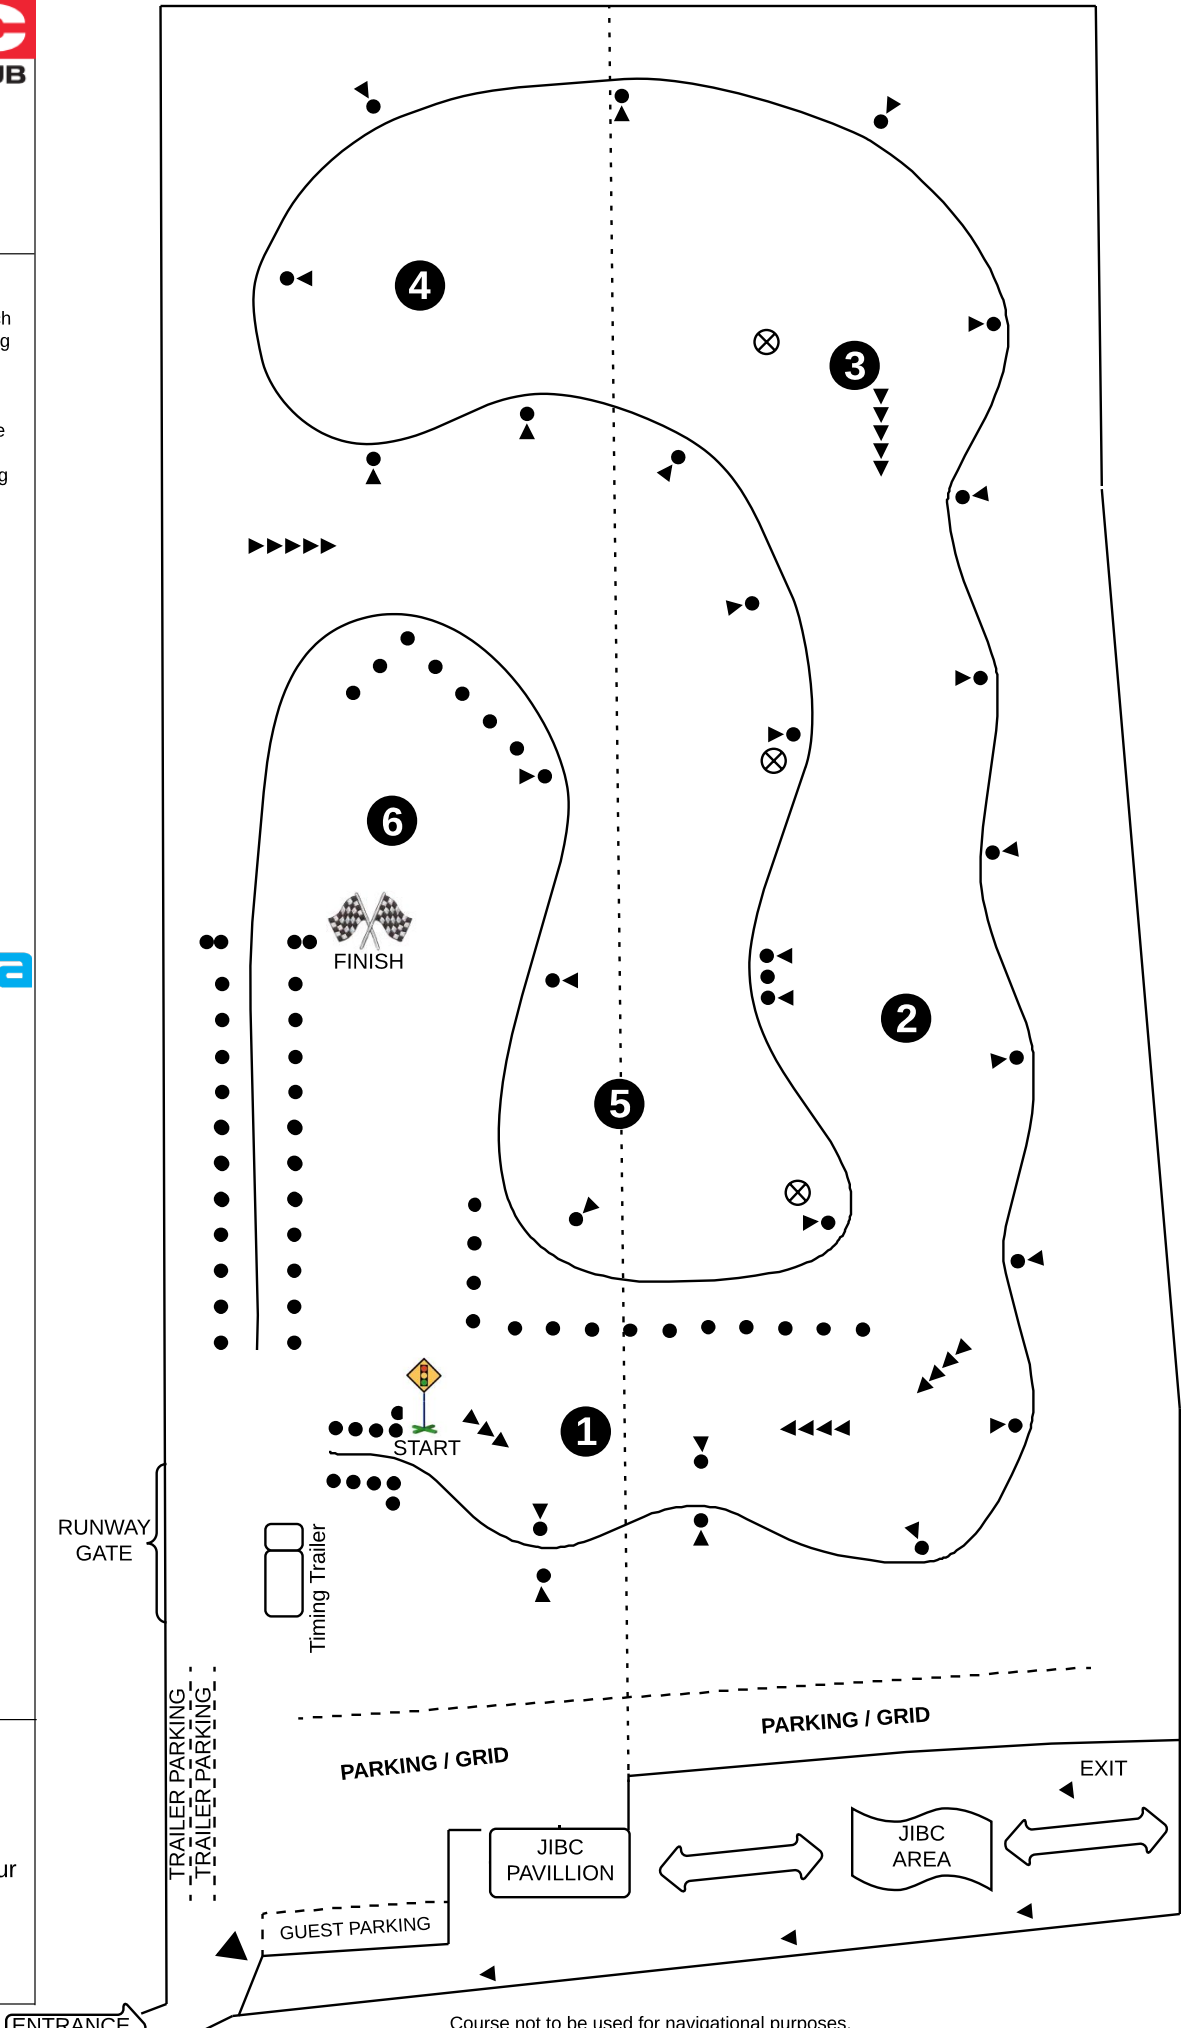 UB
4
3
6
FINISH
2
5
1
START
RUNWAY
GATE
Timing Trailer
TRAILER PARKING
TRAILER PARKING
PARKING / GRID
PARKING / GRID
EXIT
JIBC
PAVILLION
JIBC
AREA
GUEST PARKING
ENTRANCE
Course not to be used for navigational purposes.